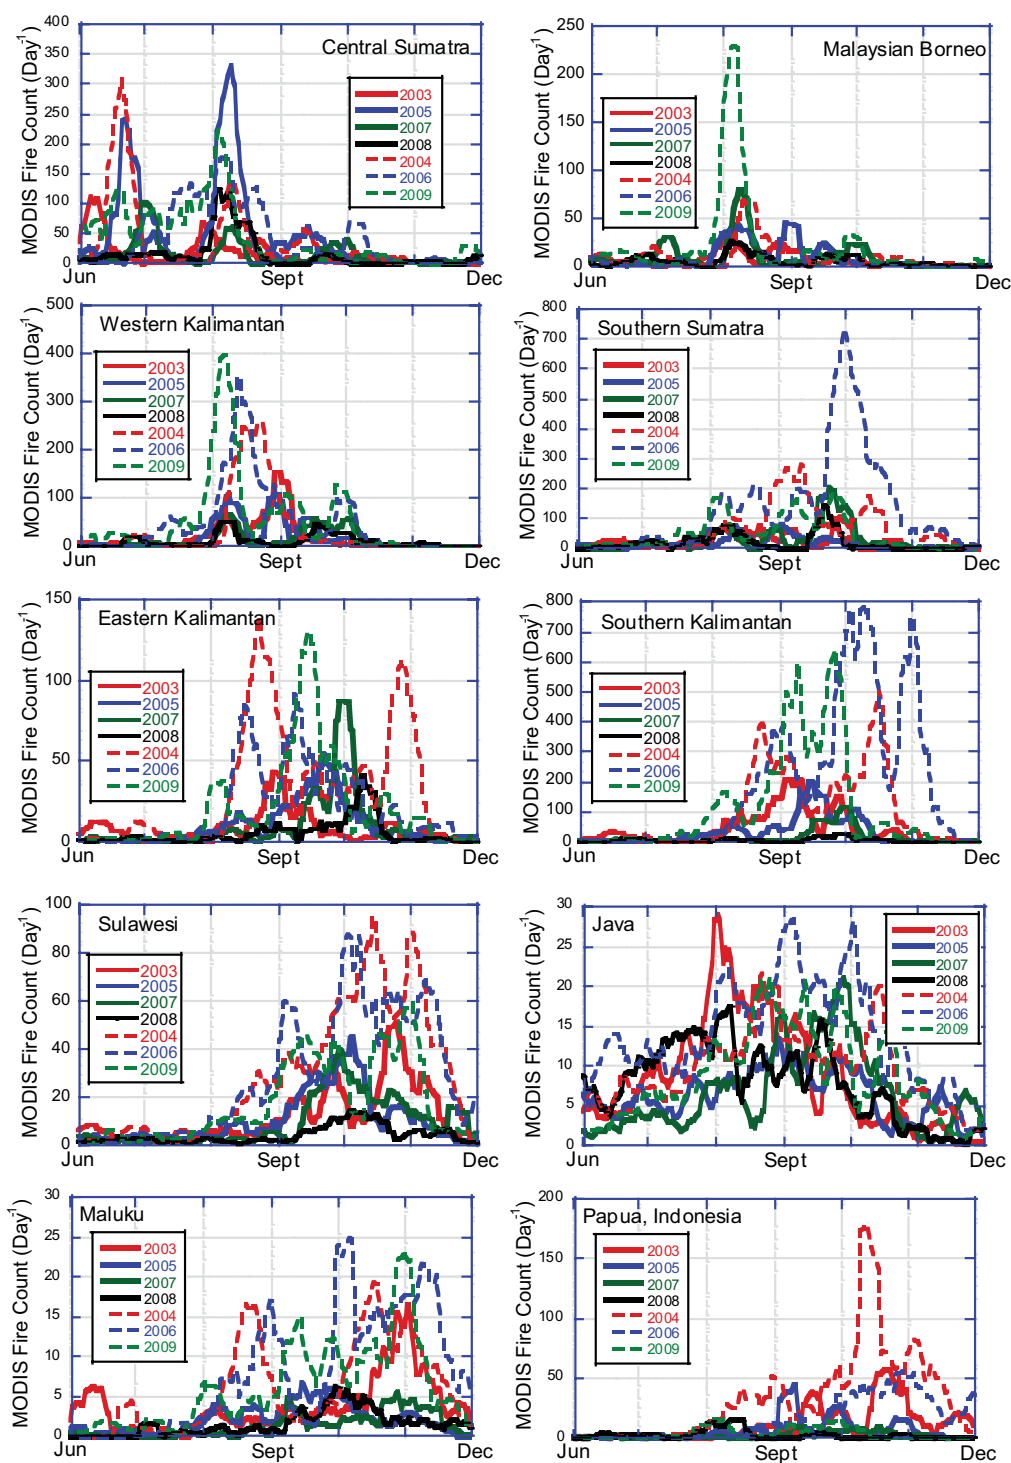 MODIS Fire Count (Day-1)
400
350
300
250
200
150
100
50
0
Central Sumatra
2003
2005
2007
2008
2004
2006
2009
Jun
Sept
Dec
MODIS Fire Count (Day-1)
250
200
150
100
50
0
Malaysian Borneo
2003
2005
2007
2008
2004
2006
2009
Jun
Sept
Dec
MODIS Fire Count (Day-1)
500
400
300
200
100
0
Western Kalimantan
2003
2005
2007
2008
2004
2006
2009
Jun
Sept
Dec
MODIS Fire Count (Day-1)
800
700
600
500
400
300
200
100
0
Southern Sumatra
2003
2005
2007
2008
2004
2006
2009
Jun
Sept
Dec
MODIS Fire Count (Day-1)
150
100
50
0
Eastern Kalimantan
2003
2005
2007
2008
2004
2006
2009
Jun
Sept
Dec
MODIS Fire Count (Day-1)
800
700
600
500
400
300
200
100
0
Southern Kalimantan
2003
2005
2007
2008
2004
2006
2009
Jun
Sept
Dec
MODIS Fire Count (Day-1)
100
80
60
40
20
0
Sulawesi
2003
2005
2007
2008
2004
2006
2009
Jun
Sept
Dec
MODIS Fire Count (Day-1)
30
25
20
15
10
5
0
Java
2003
2005
2007
2008
2004
2006
2009
Jun
Sept
Dec
MODIS Fire Count (Day-1)
30
25
20
15
10
5
0
Maluku
2003
2005
2007
2008
2004
2006
2009
Jun
Sept
Dec
MODIS Fire Count (Day-1)
200
150
100
50
0
Papua, Indonesia
2003
2005
2007
2008
2004
2006
2009
Jun
Sept
Dec